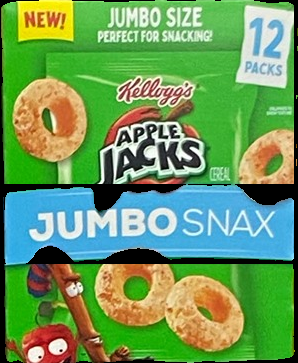 NEW!
JUMBO SIZE
PERFECT FOR SNACKING!
12
PACKS
Kellogg's
APPLE
JACKS
CEREAL
JUMBO SNAX